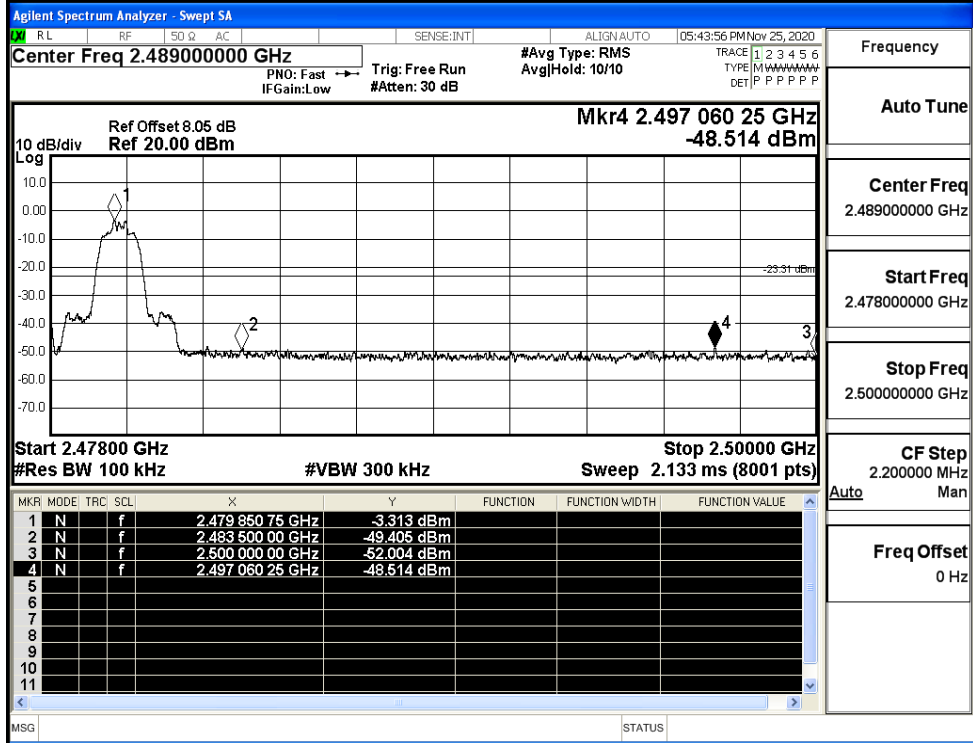 Agilent Spectrum Analyzer - Swept SA
LXI RL RF 50 Ω AC SENSE:INT ALIGNAUTO 05:43:56 PM Nov 25, 2020
Center Freq 2.489000000 GHz
PNO: Fast
IFGain:Low
Trig: Free Run
#Atten: 30 dB
#Avg Type: RMS
Avg|Hold: 10/10
TRACE 1 2 3 4 5 6
TYPE M W W W W W
DET P P P P P P
Ref Offset 8.05 dB
10 dB/div Ref 20.00 dBm
Log
Mkr4 2.497 060 25 GHz
-48.514 dBm
10.0
0.00
-10.0
-20.0
-30.0
-40.0
-50.0
-60.0
-70.0
1
2
4
3
-23.31 dBm
Start 2.47800 GHz Stop 2.50000 GHz
#Res BW 100 kHz #VBW 300 kHz Sweep 2.133 ms (8001 pts)
MKR MODE TRC SCL X Y FUNCTION FUNCTION WIDTH FUNCTION VALUE
1 N f 2.479 850 75 GHz -3.313 dBm
2 N f 2.483 500 00 GHz -49.405 dBm
3 N f 2.500 000 00 GHz -52.004 dBm
4 N f 2.497 060 25 GHz -48.514 dBm
5
6
7
8
9
10
11
MSG STATUS
Frequency
Auto Tune
Center Freq
2.489000000 GHz
Start Freq
2.478000000 GHz
Stop Freq
2.500000000 GHz
CF Step
2.200000 MHz
Auto Man
Freq Offset
0 Hz